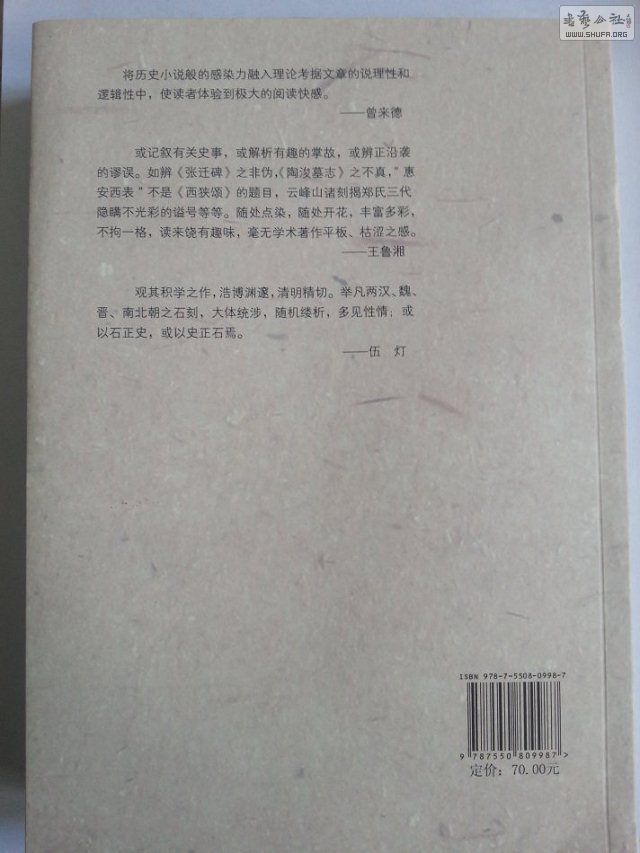 书艺公社
WWW.SHUFA.ORG
将历史小说般的感染力融入理论考据文章的说理性和
逻辑性中，使读者体验到极大的阅读快感。
——曾来德
或记叙有关史事，或解析有趣的掌故，或辨正沿袭
的谬误。如辨《张迁碑》之非伪，《陶浚墓志》之不真，"惠
安西表"不是《西狭颂》的题目，云峰山诸刻揭郑氏三代
隐瞒不光彩的谥号等等。随处点染，随处开花，丰富多彩，
不拘一格，读来饶有趣味，毫无学术著作平板、枯涩之感。
——王鲁湘
观其积学之作，浩博渊邃，清明精切。举凡两汉、魏、
晋、南北朝之石刻，大体统涉，随机缕析，多见性情；或
以石正史，或以史正石焉。
——伍 灯
ISBN 978-7-5508-0998-7
9 787550 809987>
定价：70.00元